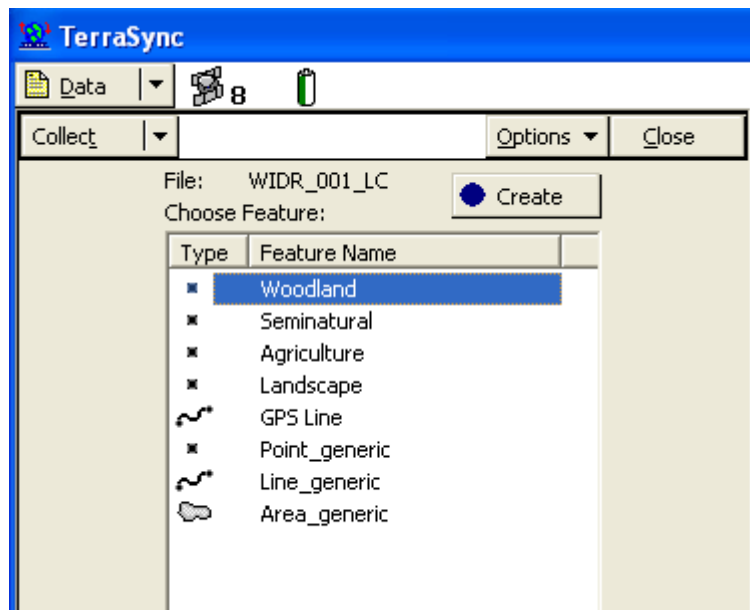 TerraSync
Data 8
Collect Options Close
File: WIDR_001_LC
Create
Choose Feature:
Type Feature Name
Woodland
Seminatural
Agriculture
Landscape
GPS Line
Point_generic
Line_generic
Area_generic